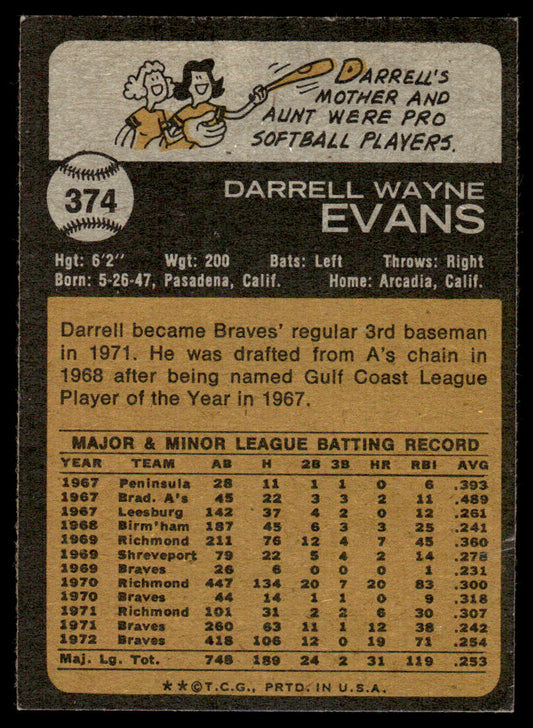 DARRELL'S
MOTHER AND
AUNT WERE PRO
SOFTBALL PLAYERS.
374
DARRELL WAYNE
EVANS
Hgt: 6'2" Wgt: 200 Bats: Left Throws: Right
Born: 5-26-47, Pasadena, Calif. Home: Arcadia, Calif.
Darrell became Braves' regular 3rd baseman
in 1971. He was drafted from A's chain in
1968 after being named Gulf Coast League
Player of the Year in 1967.
MAJOR & MINOR LEAGUE BATTING RECORD
YEAR TEAM AB H 2B 3B HR RBI AVG
1967 Peninsula 28 11 1 1 0 6 .393
1967 Brad. A's 45 22 3 3 2 11 .489
1967 Leesburg 142 37 4 2 0 12 .261
1968 Birm'ham 187 45 6 3 3 25 .241
1969 Richmond 211 76 12 4 7 45 .360
1969 Shreveport 79 22 5 4 2 14 .278
1969 Braves 26 6 0 0 0 1 .231
1970 Richmond 447 134 20 7 20 83 .300
1970 Braves 44 14 1 1 0 9 .318
1971 Richmond 101 31 2 2 6 30 .307
1971 Braves 260 63 11 1 12 38 .242
1972 Braves 418 106 12 0 19 71 .254
Maj. Lg. Tot. 748 189 24 2 31 119 .253
**©T.C.G., PRTD. IN U.S.A.